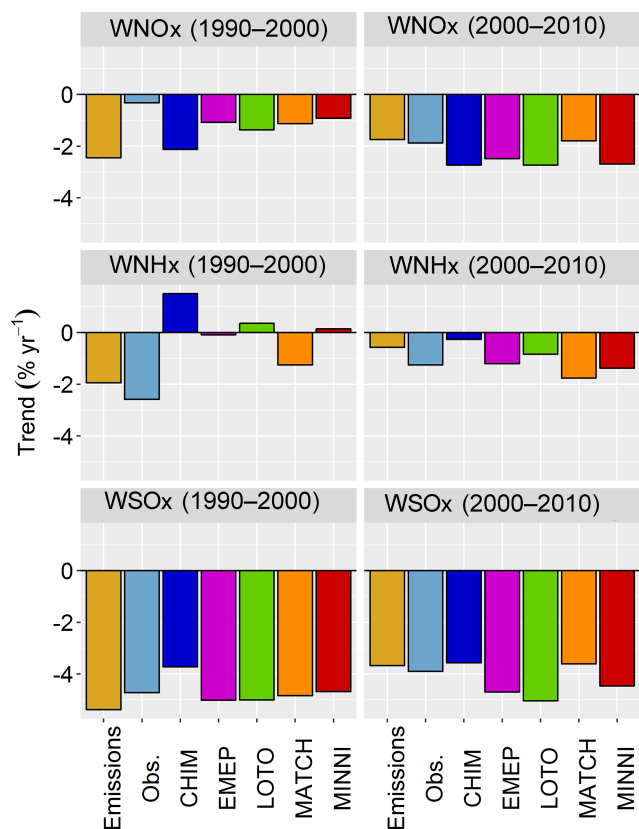 WNOx (1990–2000)
WNOx (2000–2010)
0
-2
-4
WNHx (1990–2000)
WNHx (2000–2010)
0
-2
-4
Trend (% yr⁻¹)
WSOx (1990–2000)
WSOx (2000–2010)
0
-2
-4
Emissions
Obs.
CHIM
EMEP
LOTO
MATCH
MINNI
Emissions
Obs.
CHIM
EMEP
LOTO
MATCH
MINNI